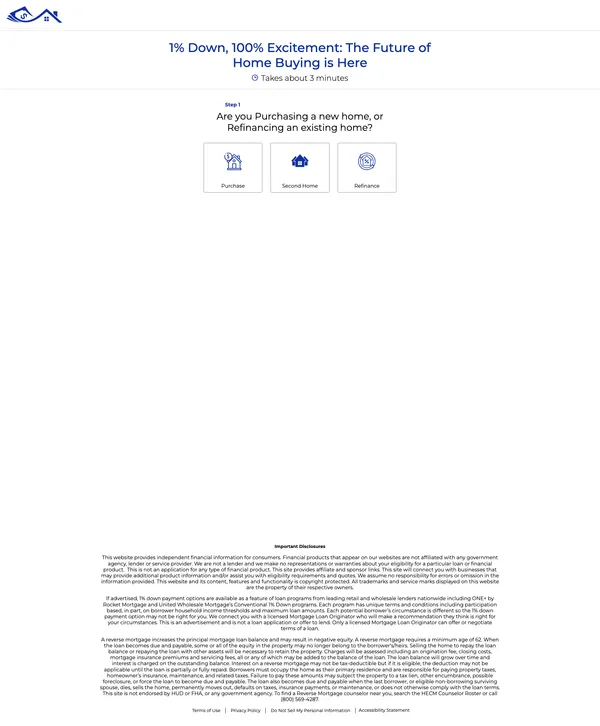 1% Down, 100% Excitement: The Future of
Home Buying is Here
Takes about 3 minutes
Step 1
Are you Purchasing a new home, or
Refinancing an existing home?
Purchase
Second Home
Refinance
Important Disclosures
This website provides independent financial information for consumers. Financial products that appear on our websites are not affiliated with any government
agency, lender or service provider. We are not a lender and we make no representations or warranties about your eligibility for a particular loan or financial
product. This is not an application for any type of financial product. This site provides affiliate and sponsor links. This site will connect you with businesses that
may provide additional product information and/or assist you with eligibility requirements and quotes. We assume no responsibility for errors or omission in the
information provided. This website and its content, features and functionality is copyright protected. All trademarks and service marks displayed on this website
are the property of their respective owners.
If advertised, 1% down payment options are available as a feature of loan programs from leading retail and wholesale lenders nationwide including ONE+ by
Rocket Mortgage and United Wholesale Mortgage's Conventional 1% Down programs. Each program has unique terms and conditions including participation
based, in part, on borrower household income thresholds and maximum loan amounts. Each potential borrower's circumstance is different so the 1% down
payment option may not be right for you. We connect you with a licensed Mortgage Loan Originator who will make a recommendation they think is right for
your circumstances. This is an advertisement and is not a loan application or offer to lend. Only a licensed Mortgage Loan Originator can offer or negotiate
terms of a loan.
A reverse mortgage increases the principal mortgage loan balance and may result in negative equity. A reverse mortgage requires a minimum age of 62. When
the loan becomes due and payable, some or all of the equity in the property may no longer belong to the borrower's/heirs. Selling the home to repay the loan
balance or repaying the loan with other assets will be necessary to retain the property. Charges will be assessed including an origination fee, closing costs,
mortgage insurance premiums and servicing fees, all or any of which may be added to the balance of the loan. The loan balance will grow over time and
interest is charged on the outstanding balance. Interest on a reverse mortgage may not be tax-deductible but if it is eligible, the deduction may not be
applicable until the loan is partially or fully repaid. Borrowers must occupy the home as their primary residence and are responsible for paying property taxes,
homeowner's insurance, maintenance, and related taxes. Failure to pay these amounts may subject the property to a tax lien, other encumbrance, possible
foreclosure, or force the loan to become due and payable. The loan also becomes due and payable when the last borrower, or eligible non-borrowing surviving
spouse, dies, sells the home, permanently moves out, defaults on taxes, insurance payments, or maintenance, or does not otherwise comply with the loan terms.
This site is not endorsed by HUD or FHA, or any government agency. To find a Reverse Mortgage counselor near you, search the HECM Counselor Roster or call
(800) 569-4287.
Terms of Use | Privacy Policy | Do Not Sell My Personal Information | Accessibility Statement